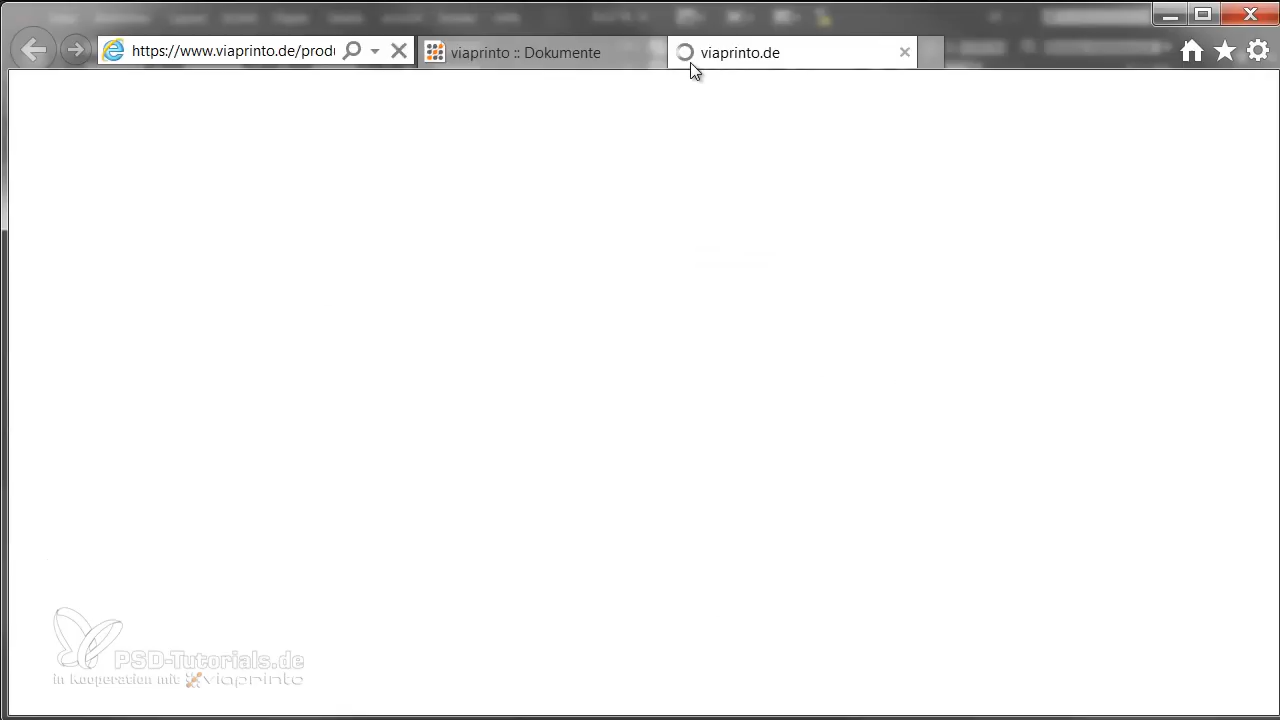 https://www.viaprinto.de/prod
viaprinto :: Dokumente
viaprinto.de
PSD-Tutorials.de
in Kooperation mit viaprinto